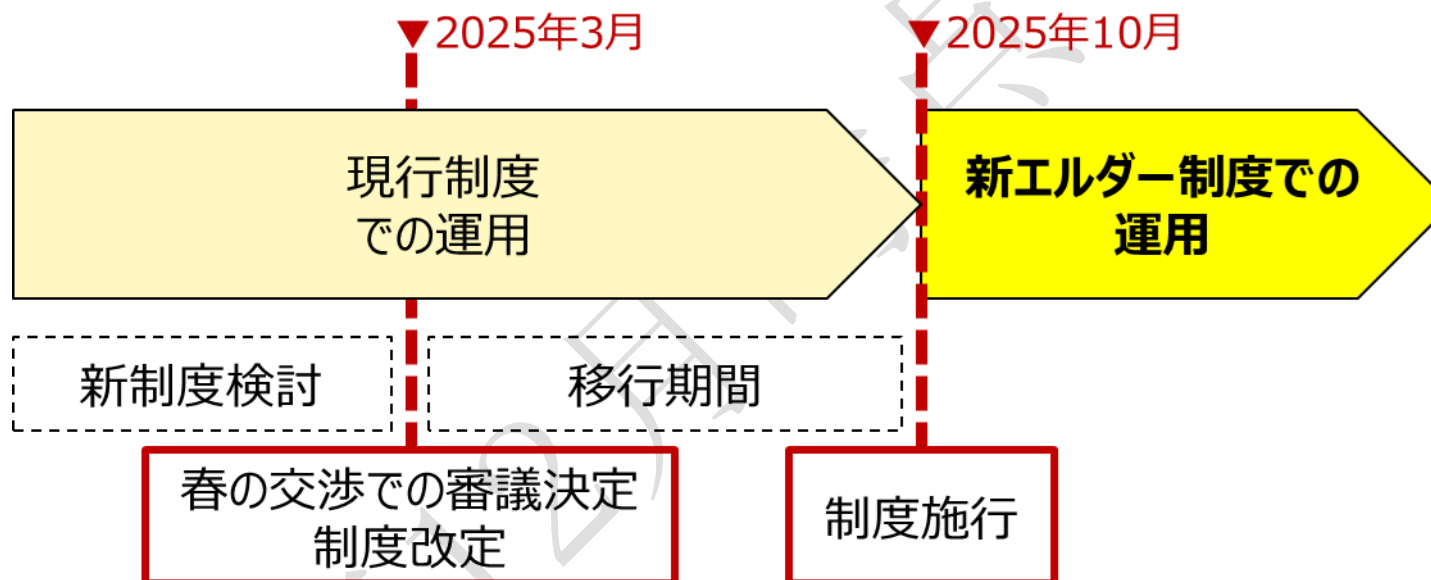 ▼2025年3月
▼2025年10月
現行制度
での運用
新エルダー制度での
運用
新制度検討
移行期間
春の交渉での審議決定
制度改定
制度施行